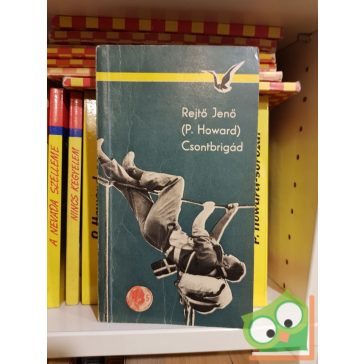 Rejtő Jenő
(P. Howard)
Csontbrigád
A NEVADA SZELLEME
NINCS KEGYELEM
P. Howard-sorozat